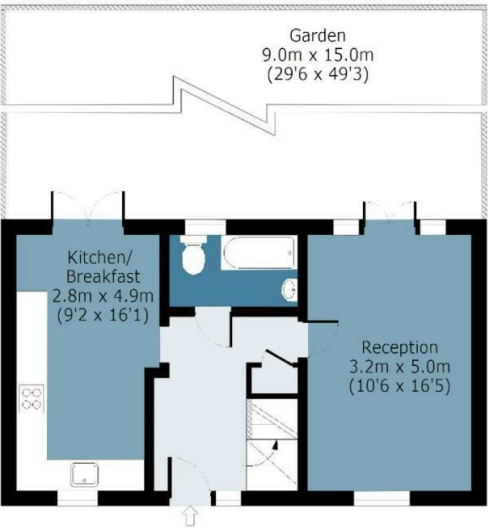 Garden
9.0m x 15.0m
(29'6 x 49'3)
Kitchen/
Breakfast
2.8m x 4.9m
(9'2 x 16'1)
Reception
3.2m x 5.0m
(10'6 x 16'5)